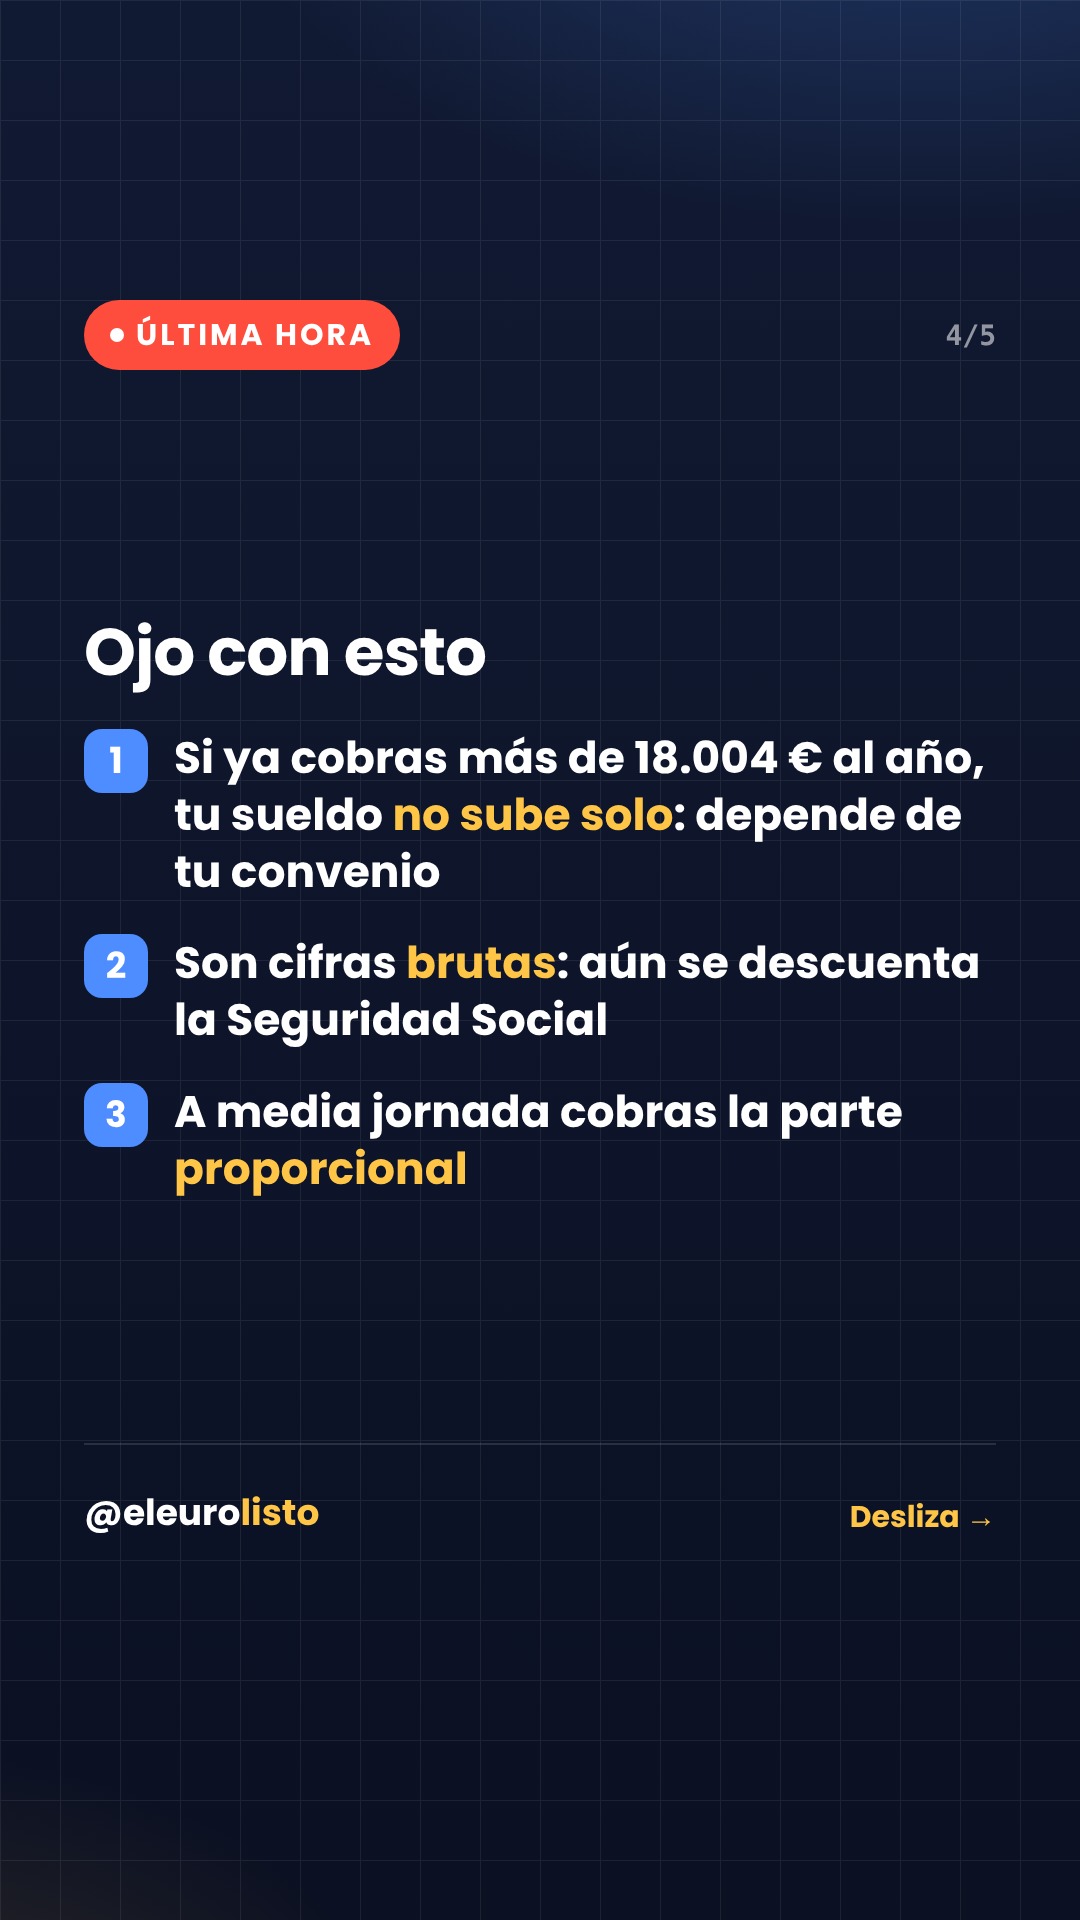 ÚLTIMA HORA
4/5
Ojo con esto
1 Si ya cobras más de 18.004 € al año,
tu sueldo no sube solo: depende de
tu convenio
2 Son cifras brutas: aún se descuenta
la Seguridad Social
3 A media jornada cobras la parte
proporcional
@eleurolisto
Desliza →